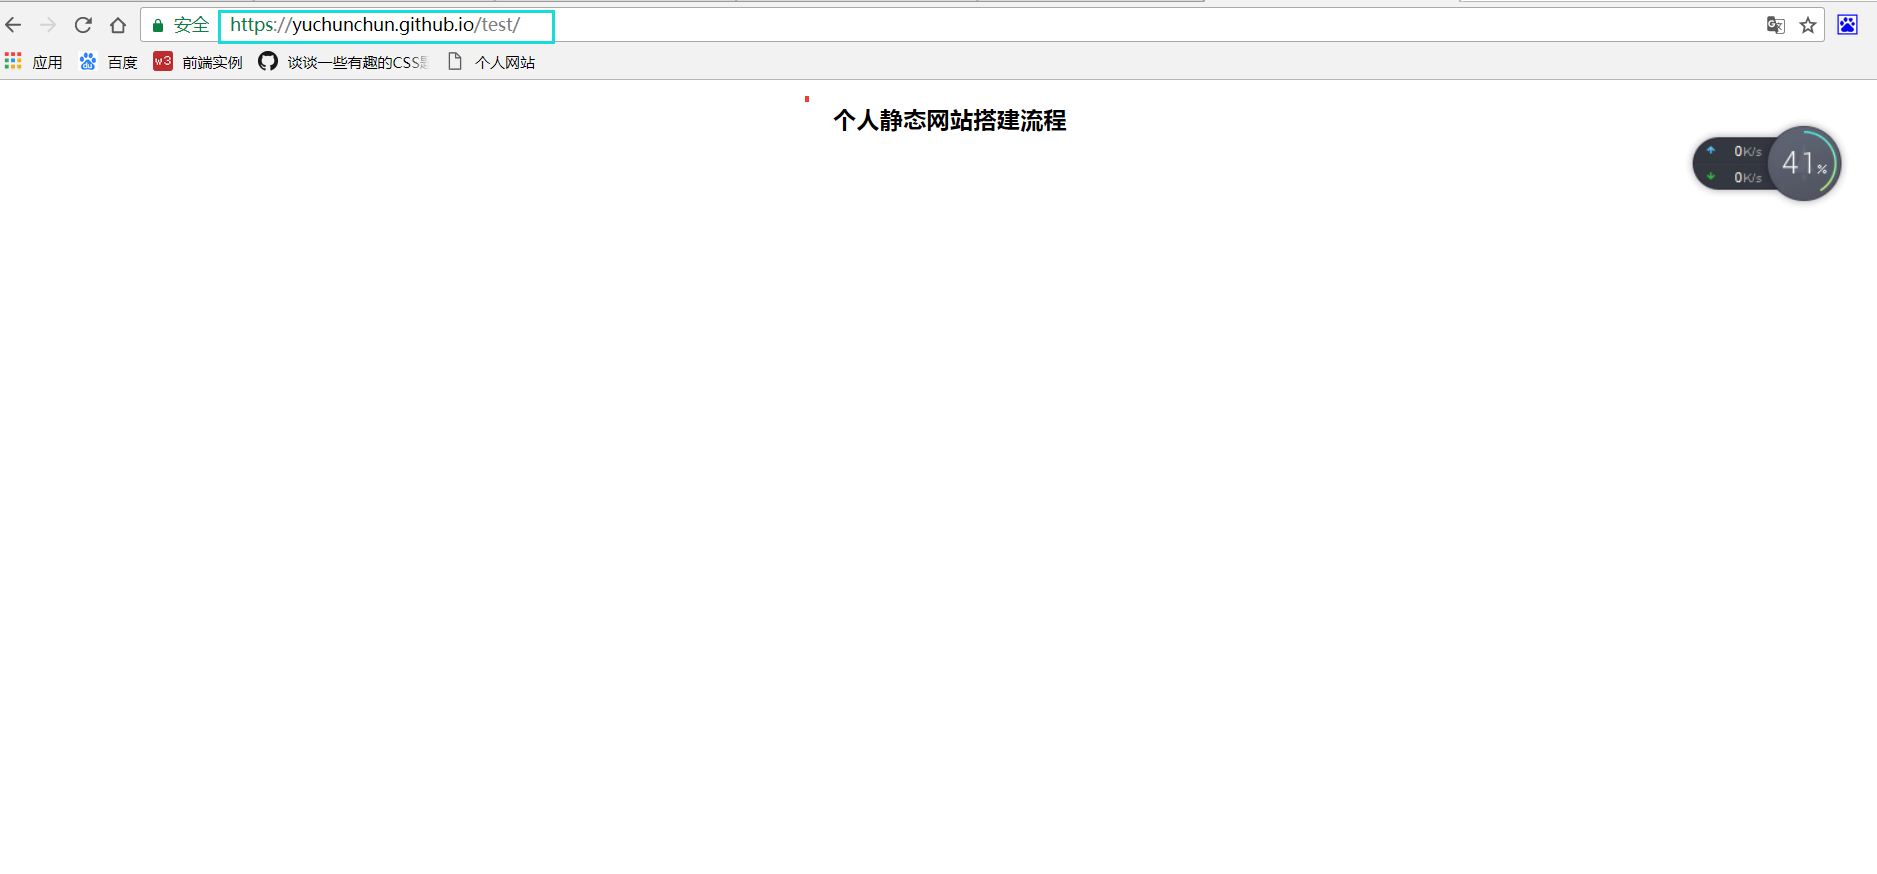 安全 https://yuchunchun.github.io/test/
应用 百度 前端实例 谈谈一些有趣的CSS 个人网站
个人静态网站搭建流程
0K/s
0K/s
41%